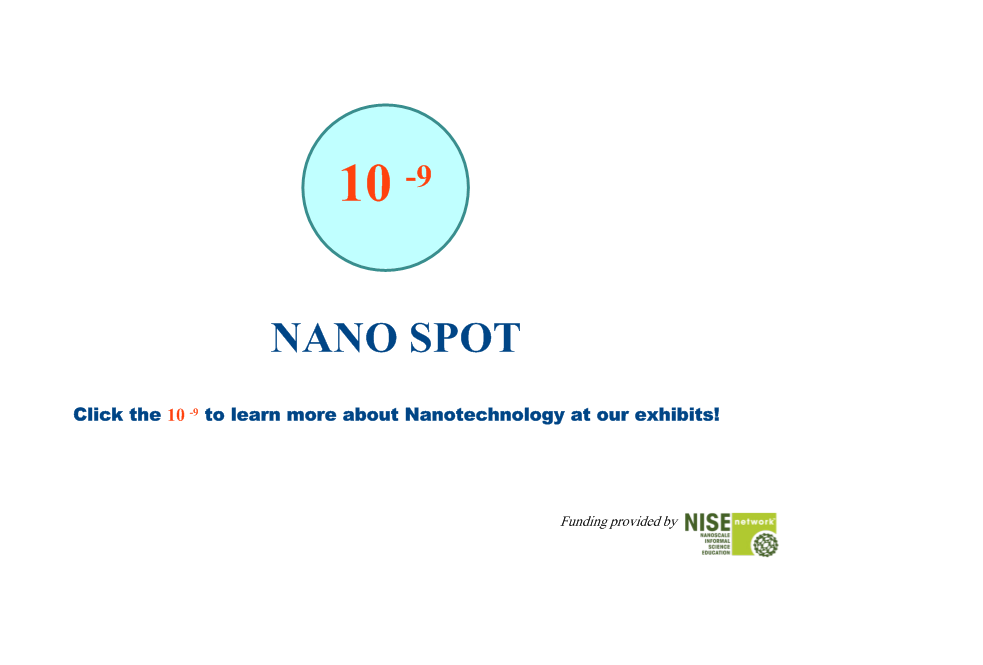 10 -9
NANO SPOT
Click the 10 -9 to learn more about Nanotechnology at our exhibits!
Funding provided by NISE network
NANOSCALE
INFORMAL
SCIENCE
EDUCATION